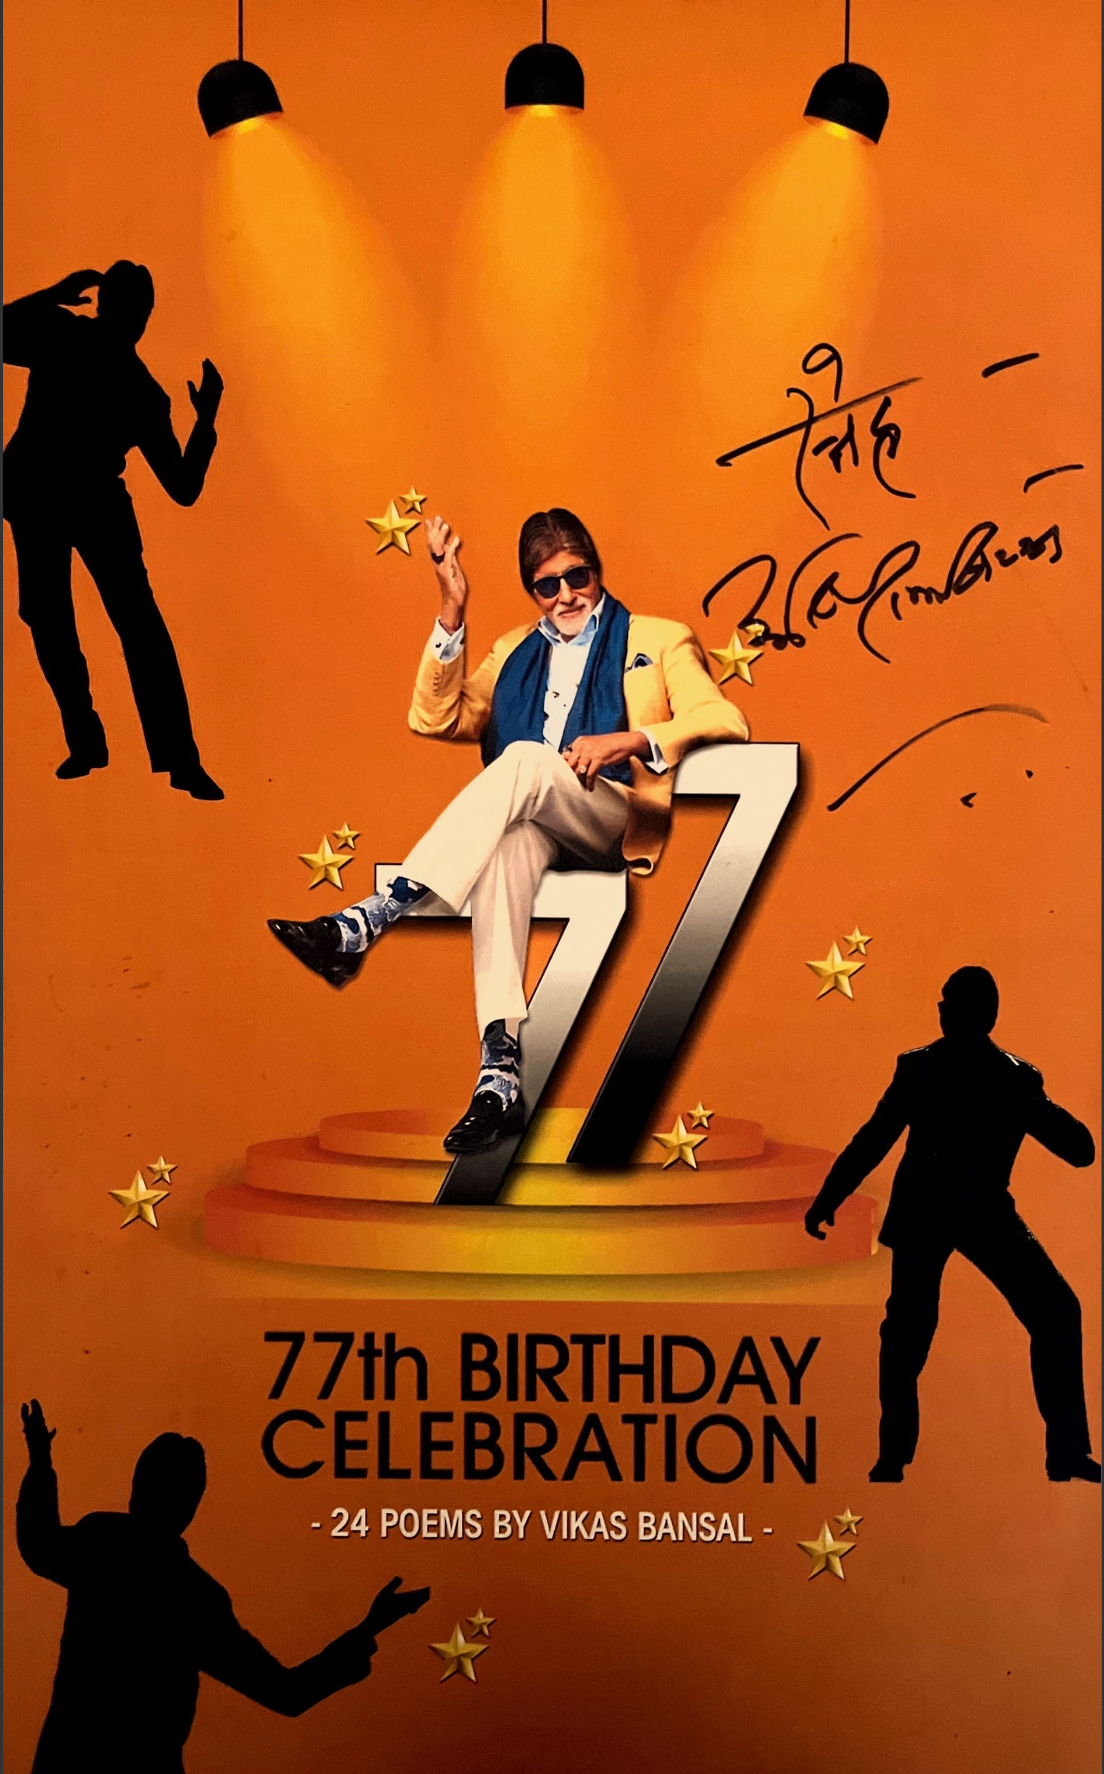 स्नेह
77
77th BIRTHDAY
CELEBRATION
- 24 POEMS BY VIKAS BANSAL -